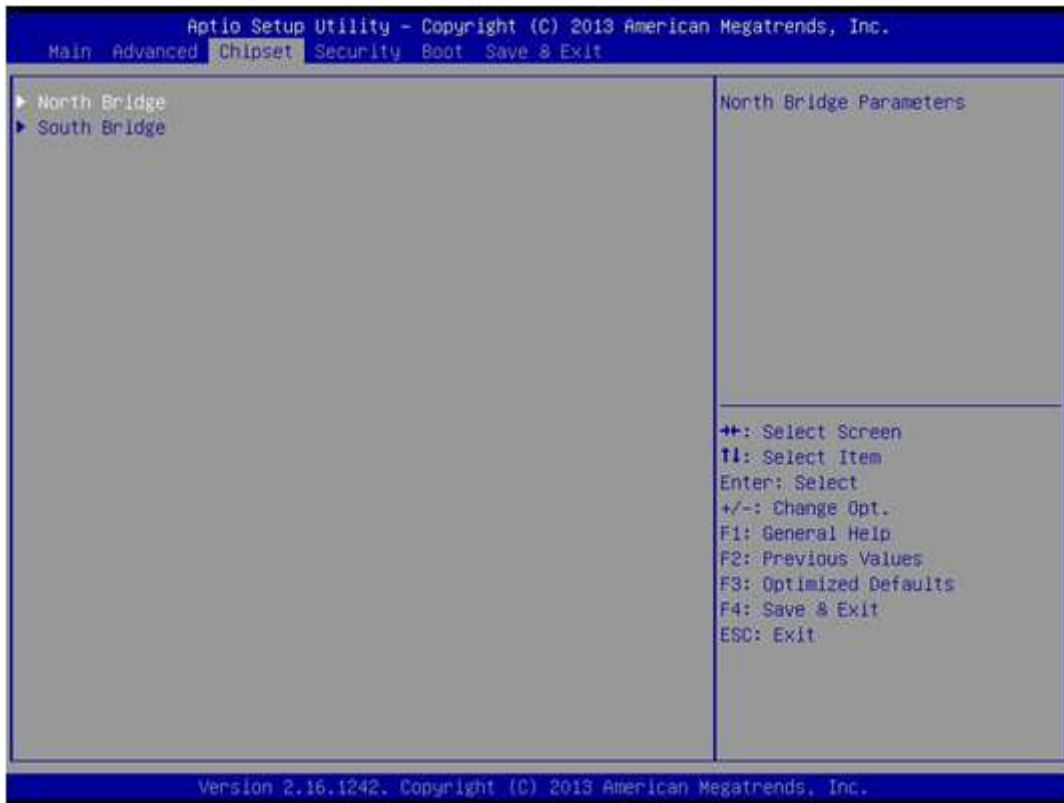 Aptio Setup Utility – Copyright (C) 2013 American Megatrends, Inc.
Main Advanced Chipset Security Boot Save & Exit
▶ North Bridge
▶ South Bridge
North Bridge Parameters
→←: Select Screen
↑↓: Select Item
Enter: Select
+/-: Change Opt.
F1: General Help
F2: Previous Values
F3: Optimized Defaults
F4: Save & Exit
ESC: Exit
Version 2.16.1242. Copyright (C) 2013 American Megatrends, Inc.